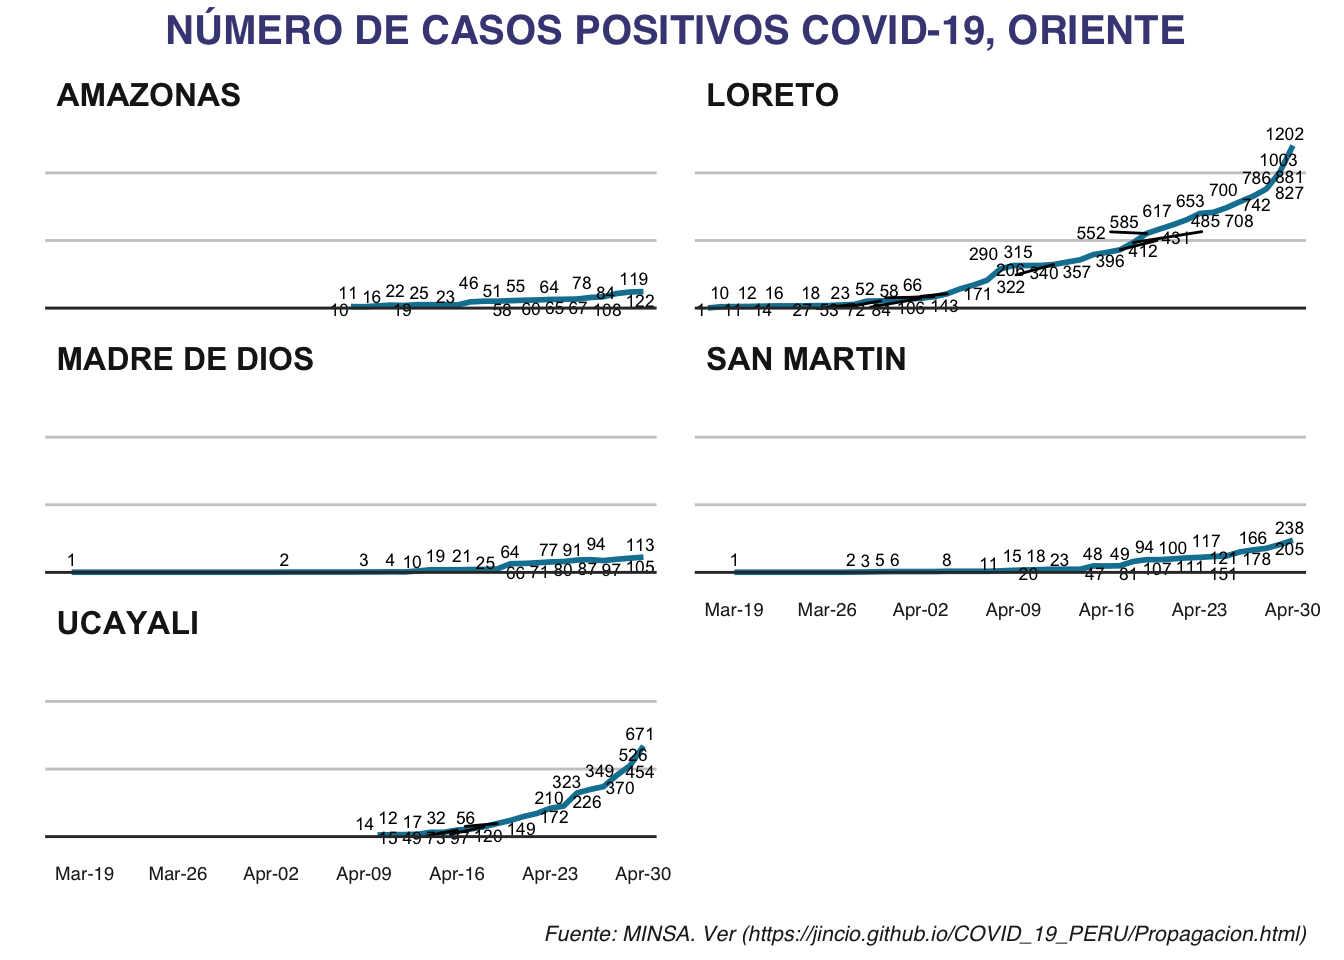 NÚMERO DE CASOS POSITIVOS COVID-19, ORIENTE
AMAZONAS
11 16 22 25 23 46 51 55 64 78 84 119
10 19 58 60 65 67 108 122
LORETO
1202
1003
786 881
827
700
742
653
617
485 708
585
552
431
412
396
290 315
206 340 357
322
171
10 12 16 18 23 52 58 66
1 11 14 27 53 72 84 106 143
MADRE DE DIOS
1 2 3 4 10 19 21 25 64 77 91 94 113
66 71 80 87 97 105
SAN MARTIN
1 2 3 5 6 8 11 15 18 23 48 49 94 100 117 121 166 238
20 47 81 107 111 151 178 205
Mar-19 Mar-26 Apr-02 Apr-09 Apr-16 Apr-23 Apr-30
UCAYALI
671
526
349 454
323 370
210 226
172
14 12 17 32 56
15 49 73 97 120 149
Mar-19 Mar-26 Apr-02 Apr-09 Apr-16 Apr-23 Apr-30
Fuente: MINSA. Ver (https://jincio.github.io/COVID_19_PERU/Propagacion.html)